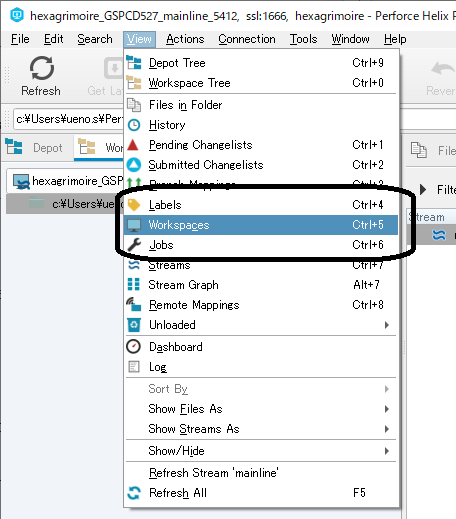 hexagrimoire_GSPCD527_mainline_5412, ssl:1666, hexagrimoire - Perforce Helix P
File Edit Search View Actions Connection Tools Window Help
Refresh
Get La
Rever
c:¥Users¥ueno.s¥Per
Depot
Wo
File
hexagrimoire_GS
c:¥Users¥ueno
Filte
Stream
Depot Tree Ctrl+9
Workspace Tree Ctrl+0
Files in Folder
History
Pending Changelists Ctrl+1
Submitted Changelists Ctrl+2
Branch Mappings Ctrl+3
Labels Ctrl+4
Workspaces Ctrl+5
Jobs Ctrl+6
Streams Ctrl+7
Stream Graph Alt+7
Remote Mappings Ctrl+8
Unloaded
Dashboard
Log
Sort By
Show Files As
Show Streams As
Show/Hide
Refresh Stream 'mainline'
Refresh All F5